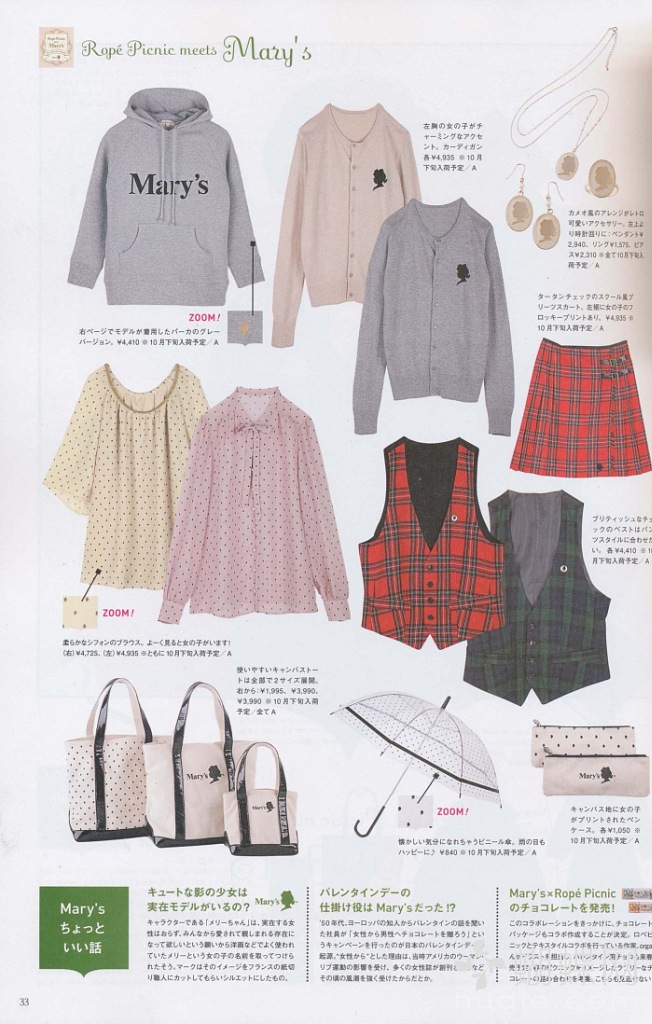 Ropé Picnic meets Mary's
Mary's
左胸の女の子がチ
ャーミングなアクセ
ント。カーディガン
各¥4,935 ※10月
下旬入荷予定／A
カメオ風のアレンジがレトロ
可愛いアクセサリー。左上よ
り時計回りに：ペンダント¥
2,940、リング¥1,575、ピア
ス¥2,310 ※全て10月下旬入
荷予定／A
ZOOM!
右ページでモデルが着用したパーカのグレー
バージョン。¥4,410 ※10月下旬入荷予定／A
タータンチェックのスクール風プ
リーツスカート。左裾に女の子のフ
ロッキープリントあり。¥4,935 ※
10月下旬入荷予定／A
ブリティッシュなチェ
ックのベストはパン
ツスタイルに合わせ
い。各¥4,410 ※10
月下旬入荷予定／A
ZOOM!
柔らかなシフォンのブラウス。よーく見ると女の子がいます!
(右)¥4,725、(左)¥4,935 ※ともに10月下旬入荷予定／A
使いやすいキャンバストー
トは全部で2サイズ展開。
右から:¥1,995、¥3,990、
¥3,990 ※10月下旬入荷
予定／全てA
Mary's
Mary's
ZOOM!
懐かしい気分になれちゃうビニール傘。雨の日も
ハッピーに♪ ¥840 ※10月下旬入荷予定／A
Mary's
キャンバス地に女の子
がプリントされたペン
ケース。各¥1,050 ※
10月下旬入荷予定／A
Mary's
ちょっと
いい話
キュートな影の少女は
実在モデルがいるの？ Mary's
キャラクターである「メリーちゃん」は、実在する女
性はおらず、みんなから愛されて親しまれる存在に
なって欲しいという願いから洋画などでよく使われ
ていたメリーという女の子の名前を取ってつけら
れたそう。マークはそのイメージをフランスの紙切
り職人にカットしてもらいシルエットにしたもの。
バレンタインデーの
仕掛け役はMary'sだった!?
'50年代、ヨーロッパの知人からバレンタインの話を聞い
た社員が「女性から男性へチョコレートを贈ろう」と
いうキャンペーンを行ったのが日本のバレンタインデー
起源。“女性から”とした理由は、当時アメリカのウーマン
リブ運動の影響を受け、多くの女性誌が創刊
その頃の風潮を強く受けたからだとか。
Mary's×Ropé Picnic
のチョコレートを発売!
このコラボレーションをきっかけに、チョコレート
パッケージもコラボ作成することが決定。ロペピ
ニックとテキスタイルコラボを行っている作家、
33